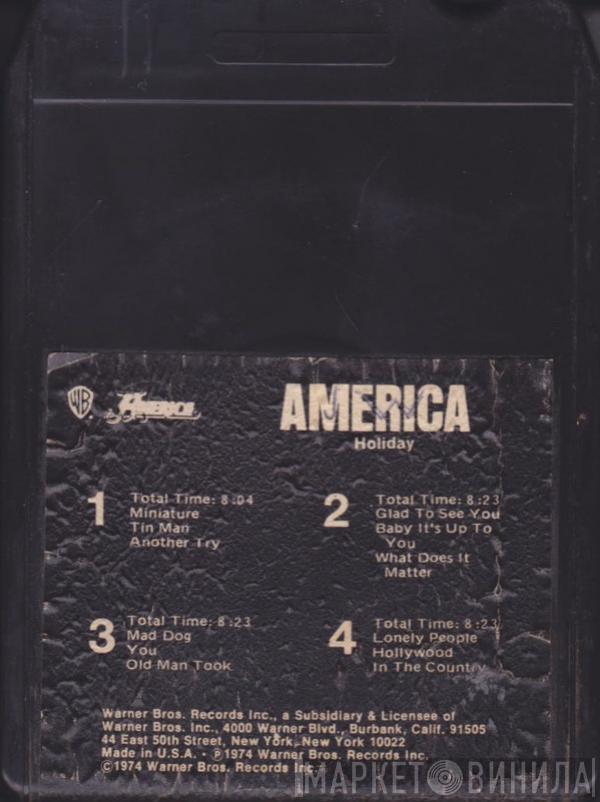 WB
AMERICA
AMERICA
Holiday
1
Total Time: 8:04
Miniature
Tin Man
Another Try
2
Total Time: 8:23
Glad To See You
Baby It's Up To
You
What Does It
Matter
3
Total Time: 8:23
Mad Dog
You
Old Man Took
4
Total Time: 8:23
Lonely People
Hollywood
In The Country
Warner Bros. Records Inc., a Subsidiary & Licensee of
Warner Bros. Inc., 4000 Warner Blvd., Burbank, Calif. 91505
44 East 50th Street, New York, New York 10022
Made in U.S.A. • ℗1974 Warner Bros. Records Inc.
©1974 Warner Bros. Records Inc.
МАРКЕТ ВИНИЛА